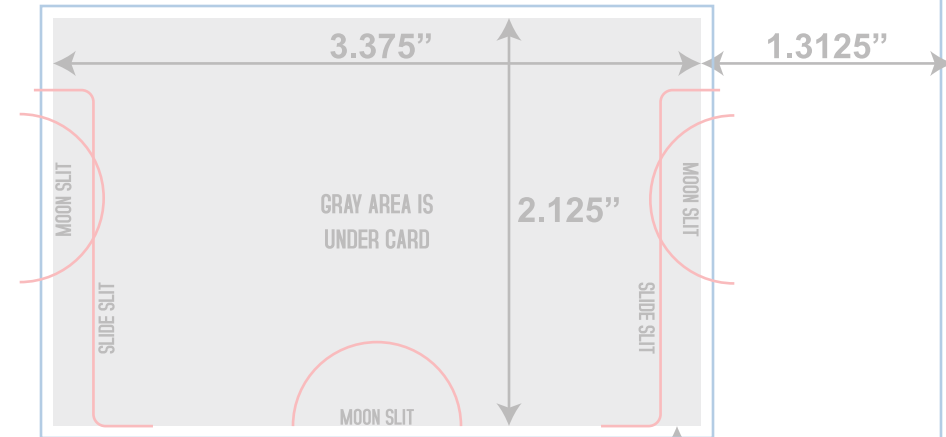 3.375”
1.3125”
MOON SLIT
MOON SLIT
GRAY AREA IS
UNDER CARD
2.125”
SLIDE SLIT
SLIDE SLIT
MOON SLIT